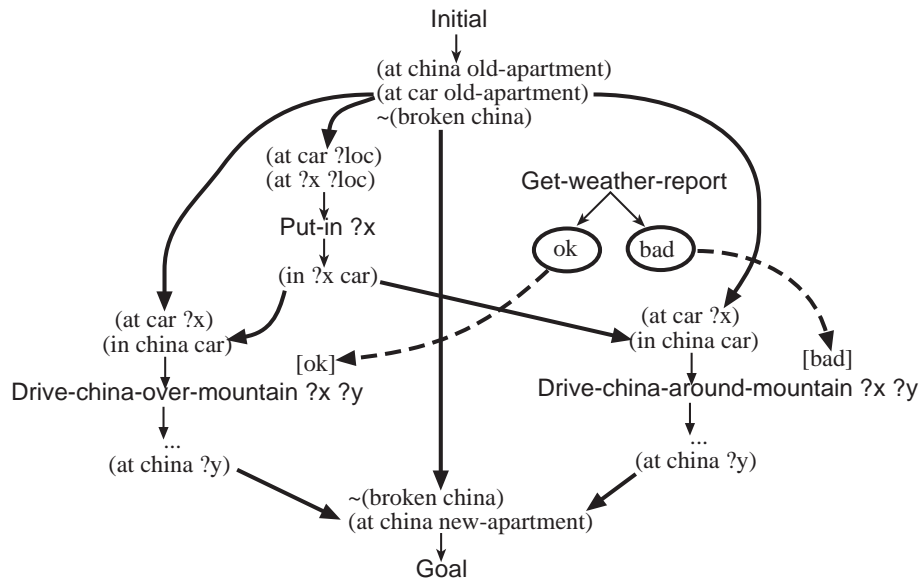 Initial
(at china old-apartment)
(at car old-apartment)
~(broken china)
(at car ?loc)
(at ?x ?loc)
Put-in ?x
(in ?x car)
Get-weather-report
ok
bad
(at car ?x)
(in china car)
[ok]
Drive-china-over-mountain ?x ?y
...
(at china ?y)
(at car ?x)
(in china car)
[bad]
Drive-china-around-mountain ?x ?y
...
(at china ?y)
~(broken china)
(at china new-apartment)
Goal